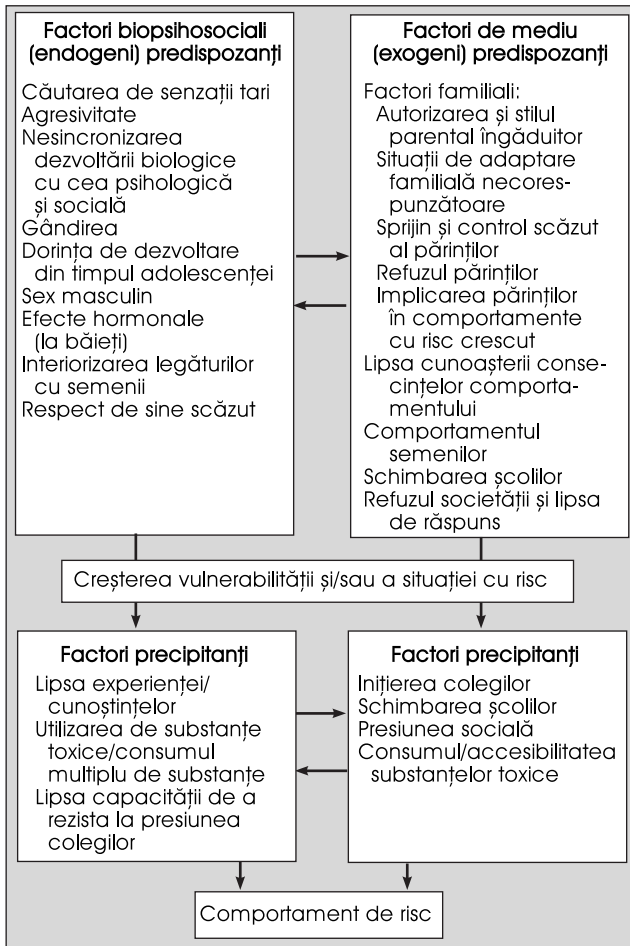 Factori biopsihosociali
(endogeni) predispozanți
Căutarea de senzații tari
Agresivitate
Nesincronizarea
dezvoltării biologice
cu cea psihologică
și socială
Gândirea
Dorința de dezvoltare
din timpul adolescenței
Sex masculin
Efecte hormonale
(la băieți)
Interiorizarea legăturilor
cu semenii
Respect de sine scăzut
Factori de mediu
(exogeni) predispozanți
Factori familiali:
Autorizarea și stilul
parental îngăduitor
Situații de adaptare
familială necores-
punzătoare
Sprijin și control scăzut
al părinților
Refuzul părinților
Implicarea părinților
în comportamente
cu risc crescut
Lipsa cunoașterii conse-
cințelor comporta-
mentului
Comportamentul
semenilor
Schimbarea școlilor
Refuzul societății și lipsa
de răspuns
Creșterea vulnerabilității și/sau a situației cu risc
Factori precipitanți
Lipsa experienței/
cunoștințelor
Utilizarea de substanțe
toxice/consumul
multiplu de substanțe
Lipsa capacității de a
rezista la presiunea
colegilor
Factori precipitanți
Inițierea colegilor
Schimbarea școlilor
Presiunea socială
Consumul/accesibilitatea
substanțelor toxice
Comportament de risc